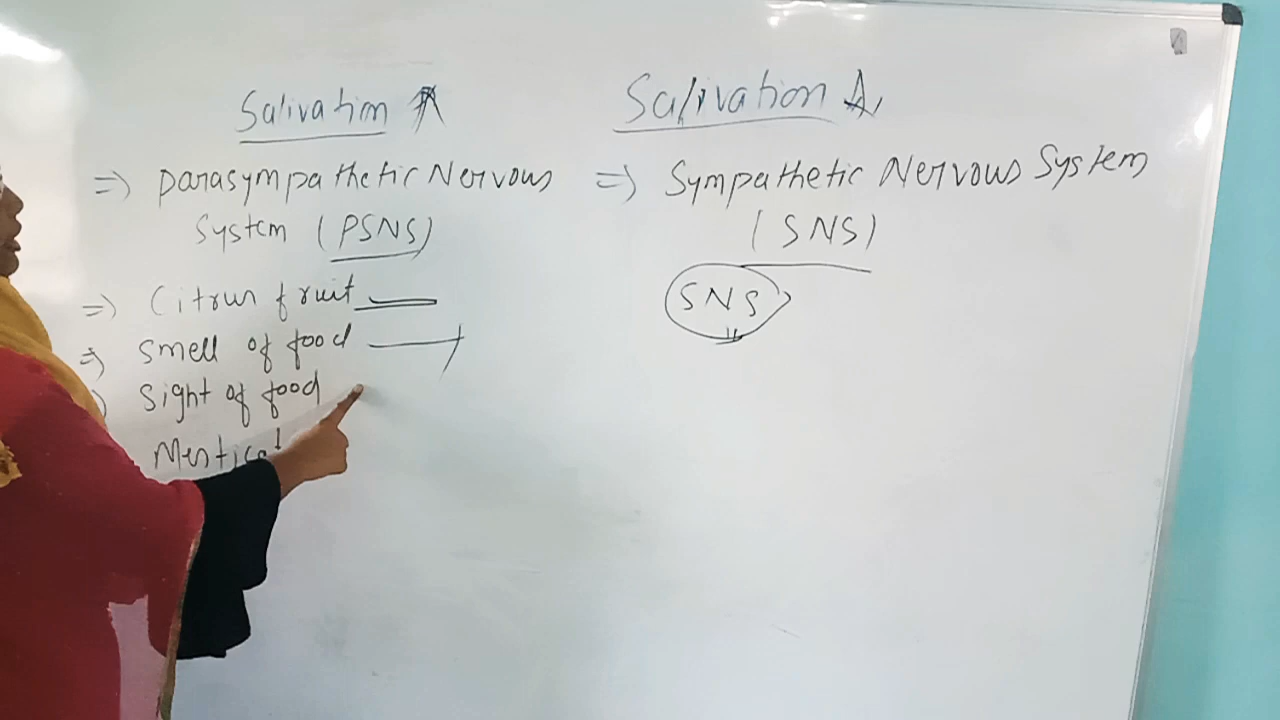 Salivation ↑
=> Parasympathetic Nervous
System (PSNS)
=> Citrus fruit
=> Smell of food
Sight of food
Salivation ↓
=> Sympathetic Nervous System
(SNS)
SNS